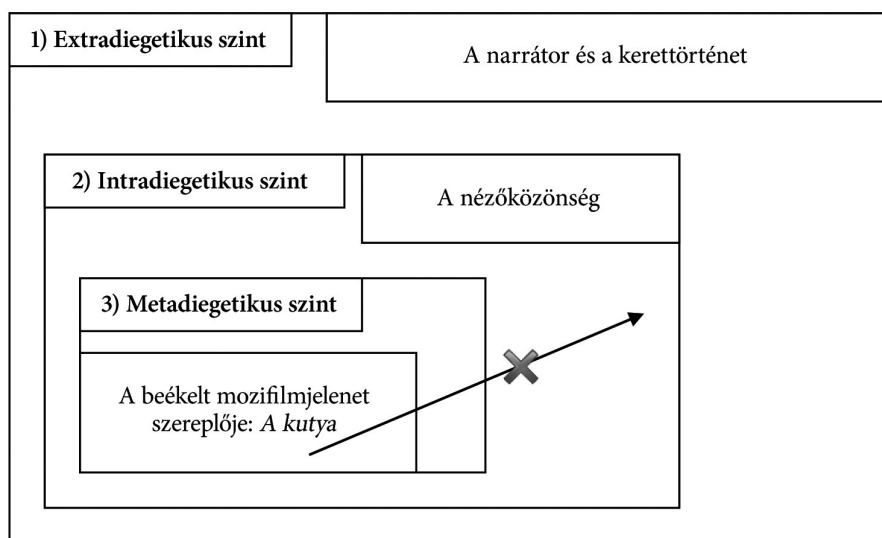 1) Extradiegetikus szint
A narrátor és a kerettörténet
2) Intradiegetikus szint
A nézőközönség
3) Metadiegetikus szint
A beékelt mozifilmjelenet
szereplője: A kutya